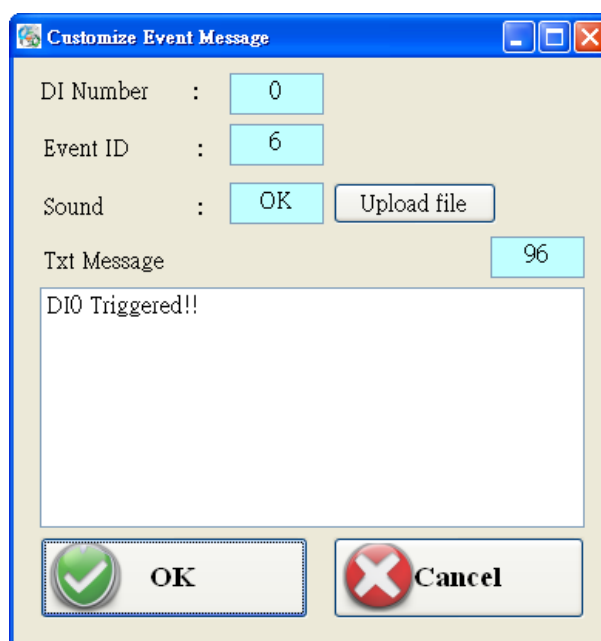 Customize Event Message
DI Number : 0
Event ID : 6
Sound : OK Upload file
Txt Message 96
DI0 Triggered!!
OK Cancel